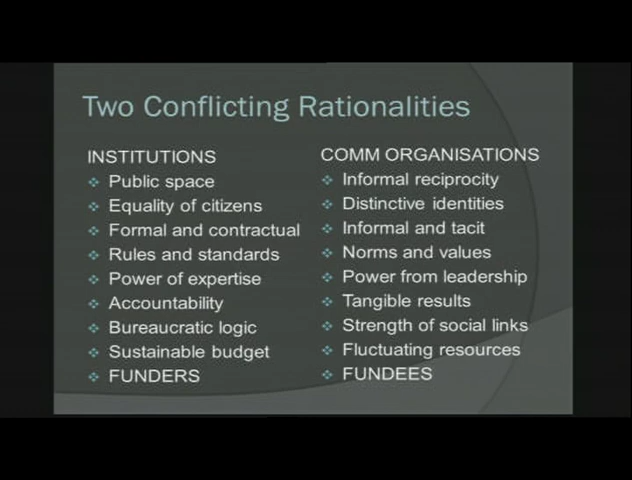 Two Conflicting Rationalities
INSTITUTIONS
Public space
Equality of citizens
Formal and contractual
Rules and standards
Power of expertise
Accountability
Bureaucratic logic
Sustainable budget
FUNDERS
COMM ORGANISATIONS
Informal reciprocity
Distinctive identities
Informal and tacit
Norms and values
Power from leadership
Tangible results
Strength of social links
Fluctuating resources
FUNDEES